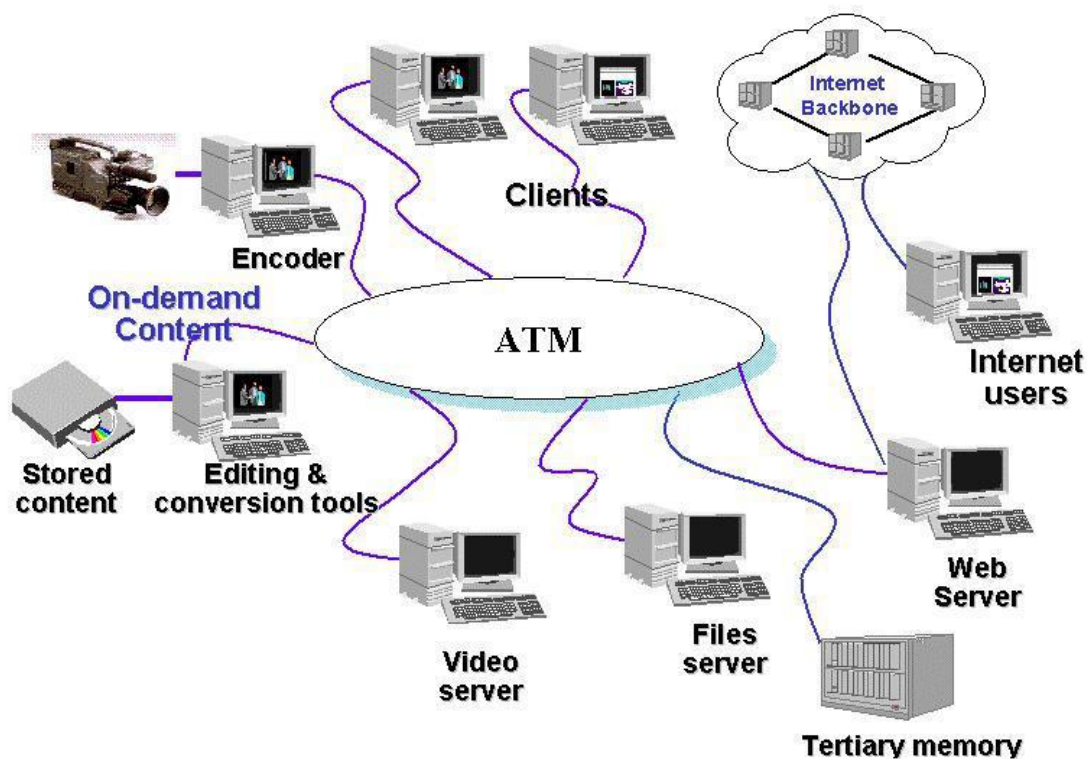 Internet
Backbone
Clients
Encoder
On-demand
Content
ATM
Internet
users
Stored
content
Editing &
conversion tools
Web
Server
Files
server
Video
server
Tertiary memory